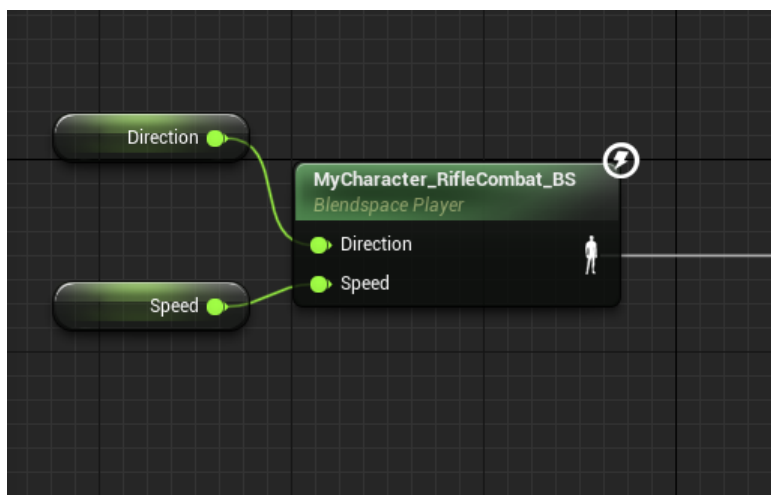 Direction
MyCharacter_RifleCombat_BS
Blendspace Player
Direction
Speed
Speed